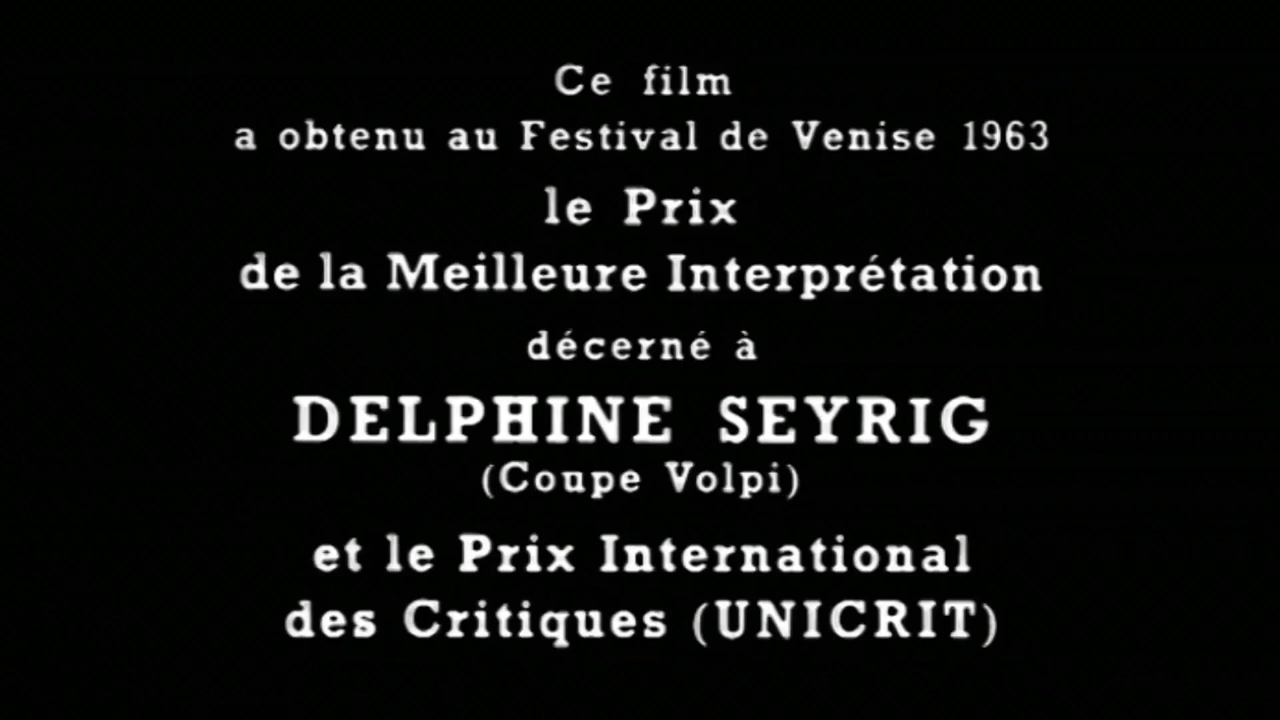 Ce film
a obtenu au Festival de Venise 1963
le Prix
de la Meilleure Interprétation
décerné à
DELPHINE SEYRIG
(Coupe Volpi)
et le Prix International
des Critiques (UNICRIT)